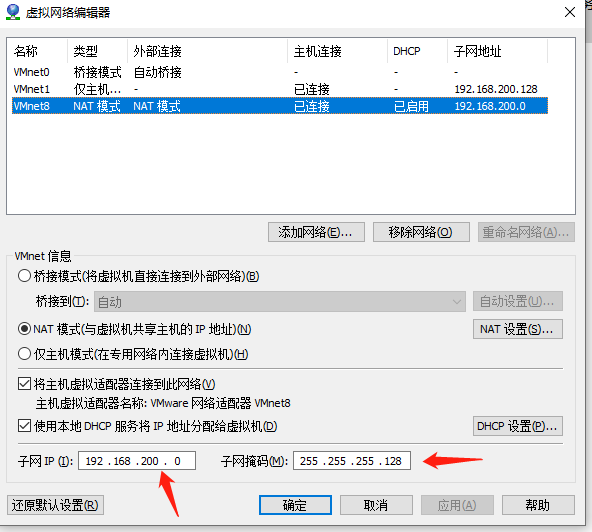 虚拟网络编辑器
名称 类型 外部连接 主机连接 DHCP 子网地址
VMnet0 桥接模式 自动桥接 - - -
VMnet1 仅主机... - 已连接 - 192.168.200.128
VMnet8 NAT 模式 NAT 模式 已连接 已启用 192.168.200.0
添加网络(E)... 移除网络(O) 重命名网络(A)...
VMnet 信息
桥接模式(将虚拟机直接连接到外部网络)(B)
桥接到(T): 自动 自动设置(U)...
NAT 模式(与虚拟机共享主机的 IP 地址)(N) NAT 设置(S)...
仅主机模式(在专用网络内连接虚拟机)(H)
将主机虚拟适配器连接到此网络(V)
主机虚拟适配器名称: VMware 网络适配器 VMnet8
使用本地 DHCP 服务将 IP 地址分配给虚拟机(D) DHCP 设置(P)...
子网 IP (I): 192 .168 .200 . 0 子网掩码(M): 255 .255 .255 .128
还原默认设置(R) 确定 取消 应用(A) 帮助